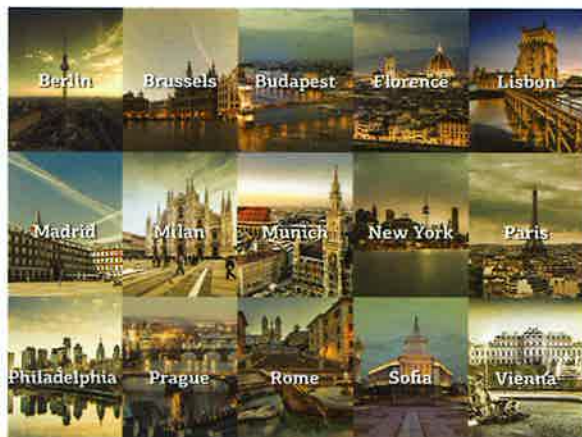 Berlin
Brussels
Budapest
Florence
Lisbon
Madrid
Milan
Munich
New York
Paris
Philadelphia
Prague
Rome
Sofia
Vienna